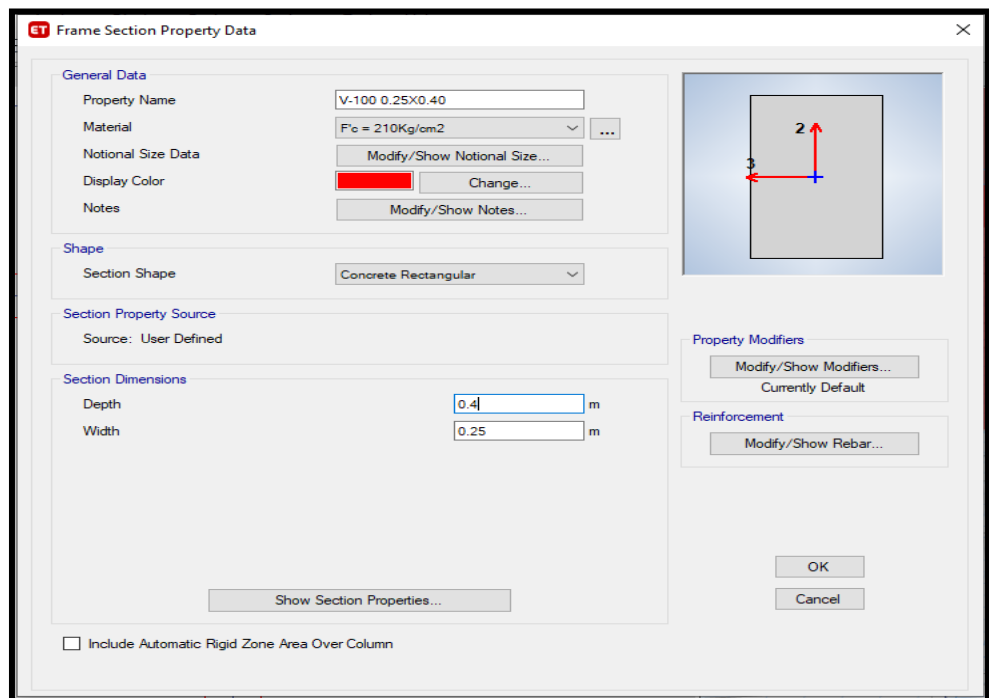 ET Frame Section Property Data
General Data
Property Name V-100 0.25X0.40
Material F'c = 210Kg/cm2 ...
Notional Size Data Modify/Show Notional Size...
Display Color Change...
Notes Modify/Show Notes...
2
3
Shape
Section Shape Concrete Rectangular
Section Property Source
Source: User Defined
Property Modifiers
Modify/Show Modifiers...
Currently Default
Section Dimensions
Depth 0.4 m
Width 0.25 m
Reinforcement
Modify/Show Rebar...
OK
Show Section Properties...
Cancel
Include Automatic Rigid Zone Area Over Column